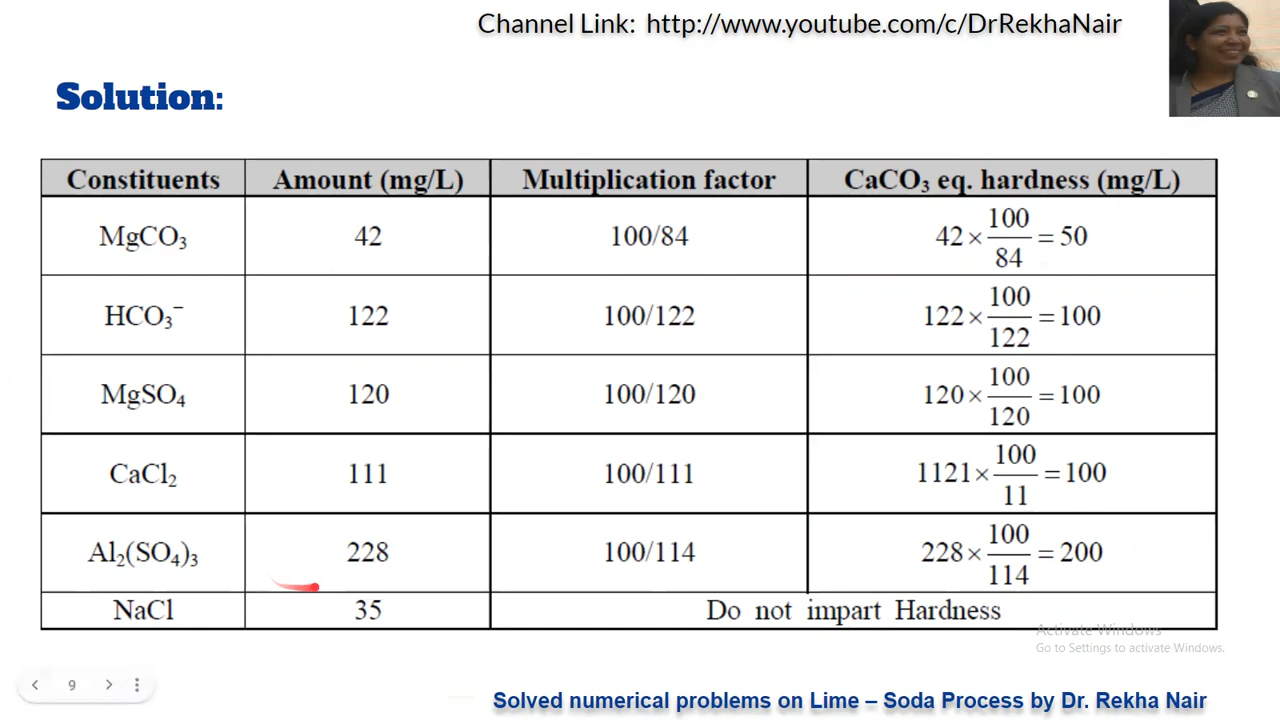 Channel Link: http://www.youtube.com/c/DrRekhaNair
Solution:
Constituents Amount (mg/L) Multiplication factor CaCO₃ eq. hardness (mg/L)
MgCO₃ 42 100/84 42 × 100/84 = 50
HCO₃⁻ 122 100/122 122 × 100/122 = 100
MgSO₄ 120 100/120 120 × 100/120 = 100
CaCl₂ 111 100/111 1121 × 100/11 = 100
Al₂(SO₄)₃ 228 100/114 228 × 100/114 = 200
NaCl 35 Do not impart Hardness
Activate Windows
Go to Settings to activate Windows.
9
Solved numerical problems on Lime – Soda Process by Dr. Rekha Nair